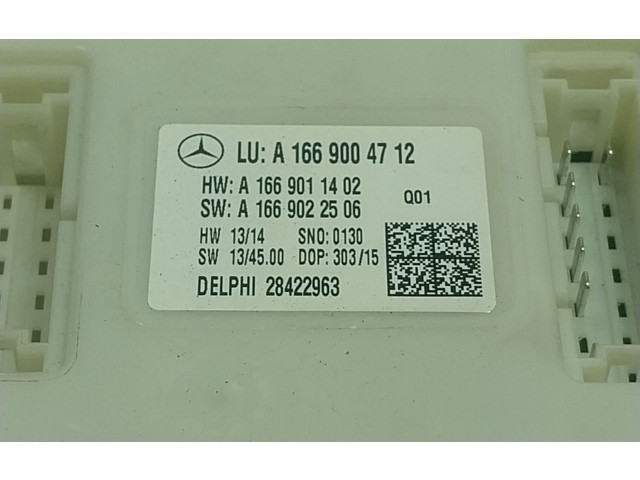 LU: A 166 900 47 12
HW: A 166 901 14 02
SW: A 166 902 25 06
Q01
HW 13/14 SNO: 0130
SW 13/45.00 DOP: 303/15
DELPHI 28422963